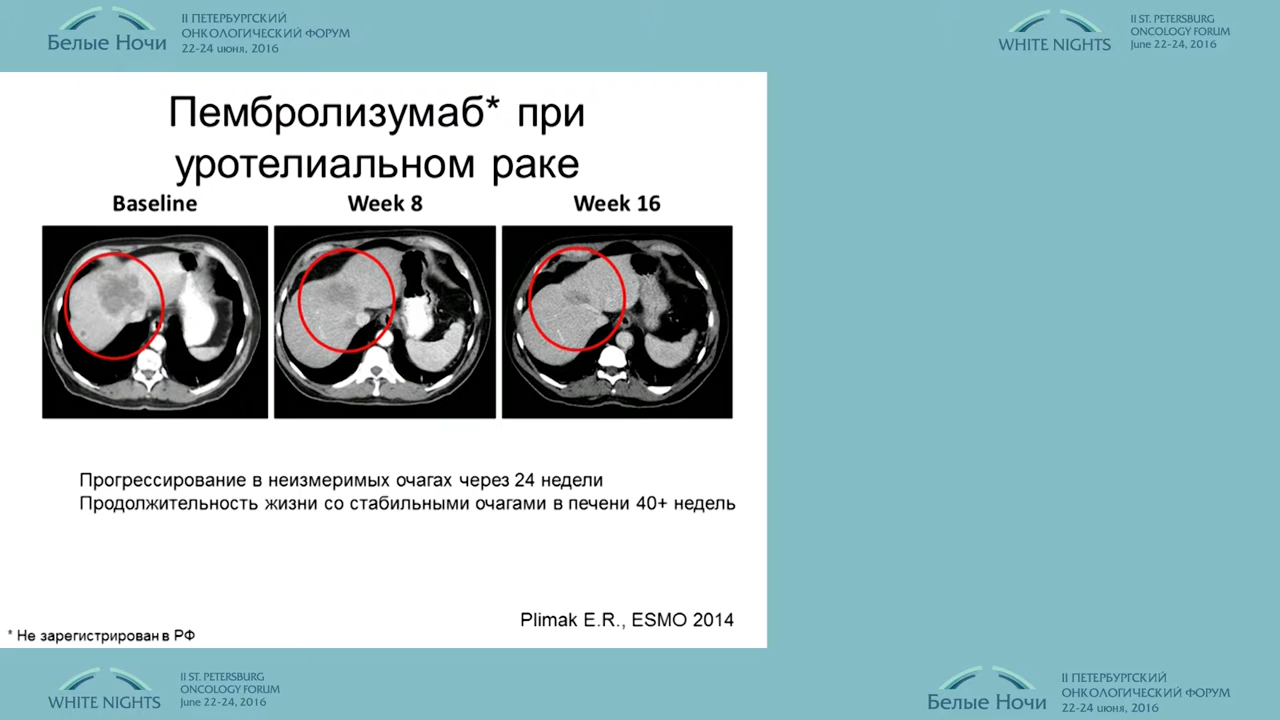 Белые Ночи
II ПЕТЕРБУРГСКИЙ
ОНКОЛОГИЧЕСКИЙ ФОРУМ
22-24 июня, 2016
WHITE NIGHTS
II ST. PETERSBURG
ONCOLOGY FORUM
June 22-24, 2016
Пембролизумаб* при
уротелиальном раке
Baseline
Week 8
Week 16
Прогрессирование в неизмеримых очагах через 24 недели
Продолжительность жизни со стабильными очагами в печени 40+ недель
Plimak E.R., ESMO 2014
* Не зарегистрирован в РФ
WHITE NIGHTS
II ST. PETERSBURG
ONCOLOGY FORUM
June 22-24, 2016
Белые Ночи
II ПЕТЕРБУРГСКИЙ
ОНКОЛОГИЧЕСКИЙ ФОРУМ
22-24 июня, 2016